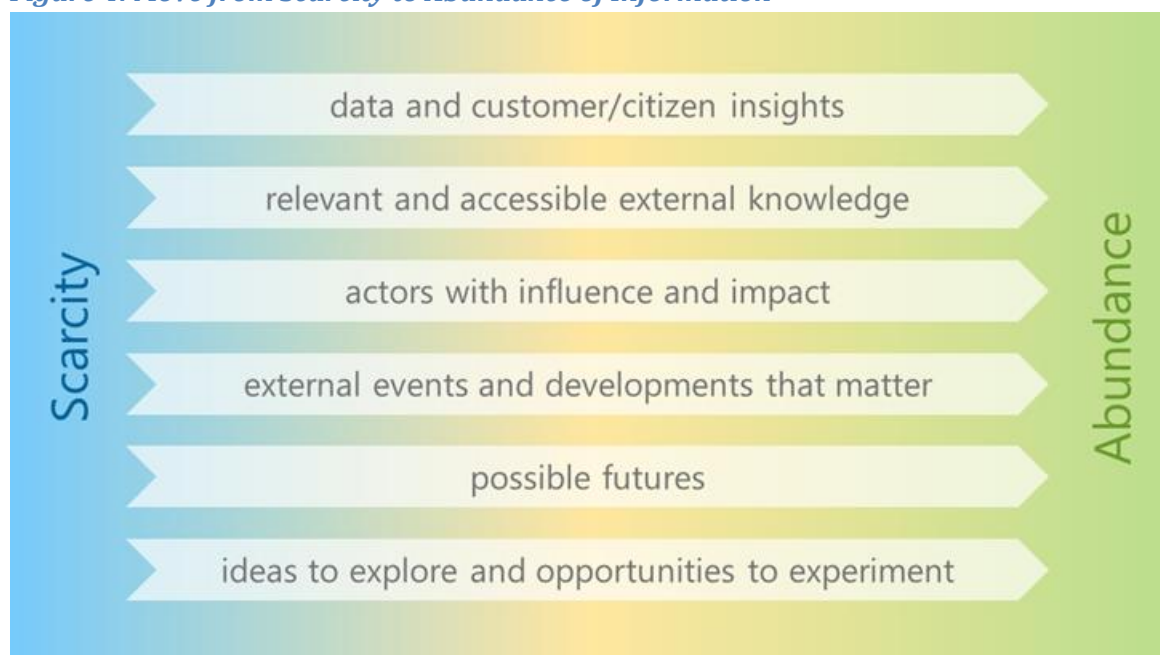 Scarcity
data and customer/citizen insights
relevant and accessible external knowledge
actors with influence and impact
external events and developments that matter
possible futures
ideas to explore and opportunities to experiment
Abundance